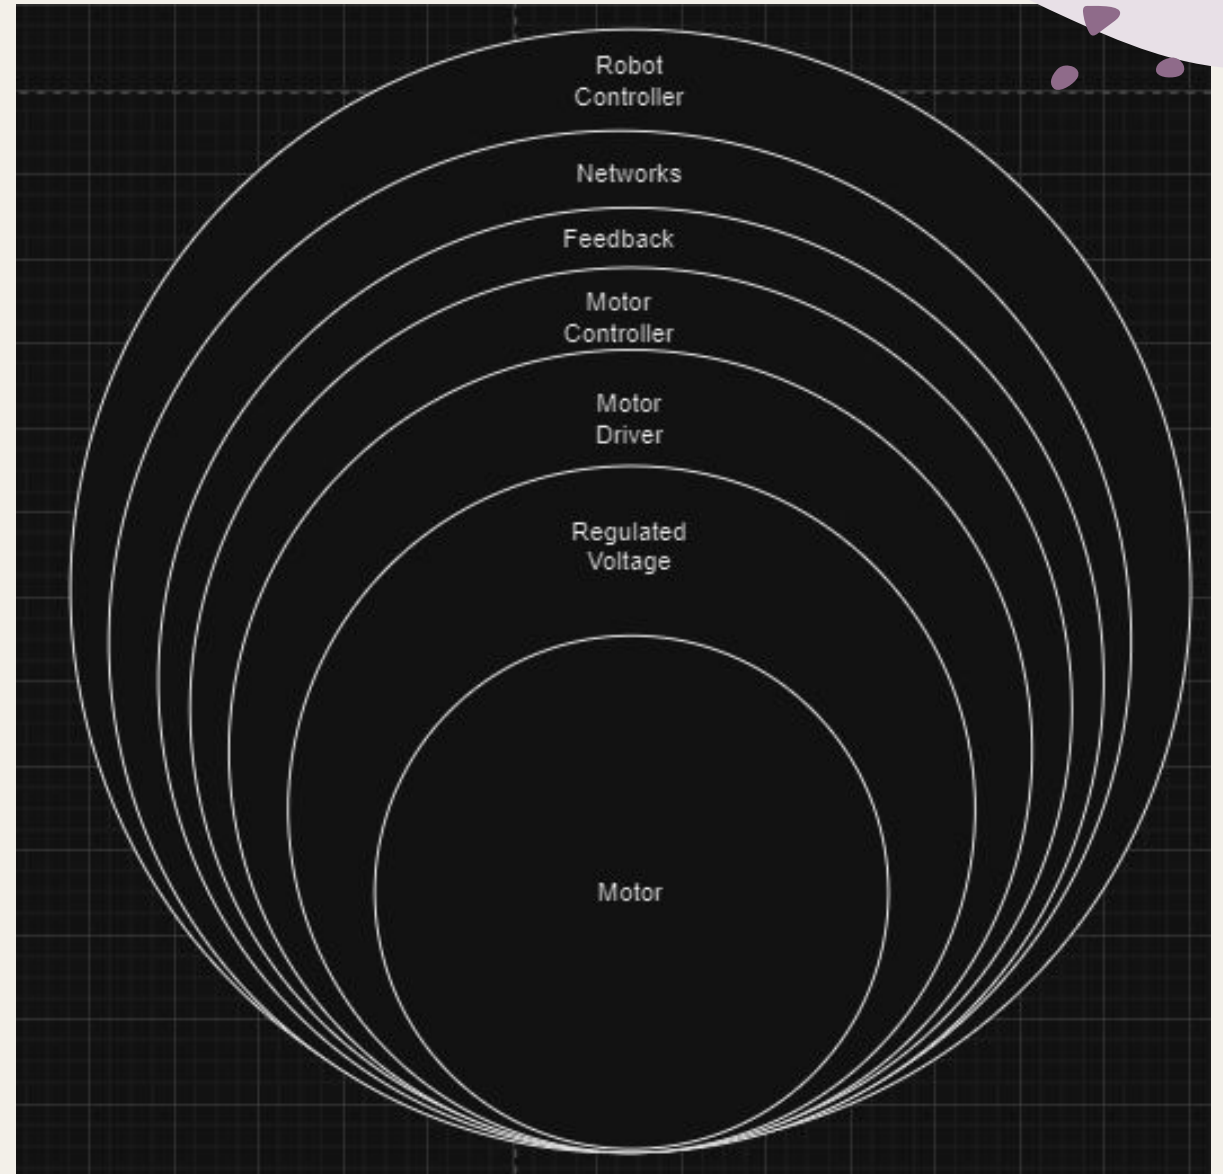 Robot
Controller
Networks
Feedback
Motor
Controller
Motor
Driver
Regulated
Voltage
Motor